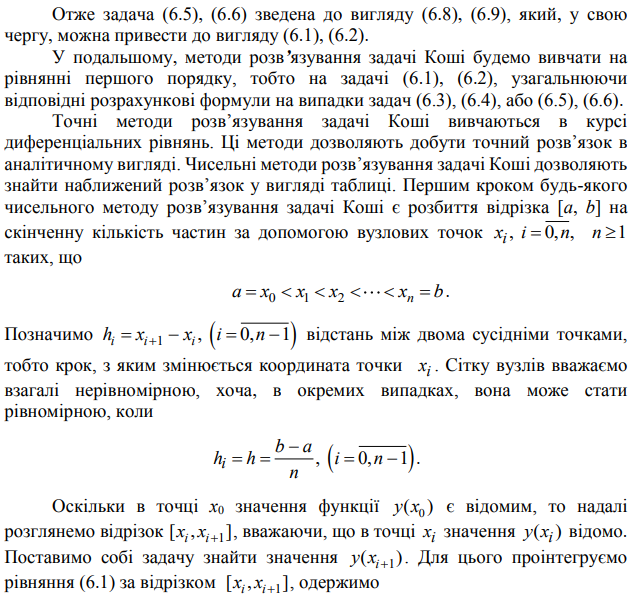 Отже задача (6.5), (6.6) зведена до вигляду (6.8), (6.9), який, у свою
чергу, можна привести до вигляду (6.1), (6.2).
У подальшому, методи розв’язування задачі Коші будемо вивчати на
рівнянні першого порядку, тобто на задачі (6.1), (6.2), узагальнюючи
відповідні розрахункові формули на випадки задач (6.3), (6.4), або (6.5), (6.6).
Точні методи розв’язування задачі Коші вивчаються в курсі
диференціальних рівнянь. Ці методи дозволяють добути точний розв’язок в
аналітичному вигляді. Чисельні методи розв’язування задачі Коші дозволяють
знайти наближений розв’язок у вигляді таблиці. Першим кроком будь-якого
чисельного методу розв’язування задачі Коші є розбиття відрізка [a, b] на
скінченну кількість частин за допомогою вузлових точок $x_i,\ i = \overline{0,n},\quad n \geq 1$
таких, що
$a = x_0 < x_1 < x_2 < \cdots < x_n = b.$
Позначимо $h_i = x_{i+1} - x_i,\ \left(i = \overline{0, n-1}\right)$ відстань між двома сусідніми точками,
тобто крок, з яким змінюється координата точки $x_i$. Сітку вузлів вважаємо
взагалі нерівномірною, хоча, в окремих випадках, вона може стати
рівномірною, коли
$h_i = h = \dfrac{b-a}{n},\ \left(i = \overline{0, n-1}\right).$
Оскільки в точці $x_0$ значення функції $y(x_0)$ є відомим, то надалі
розглянемо відрізок $[x_i, x_{i+1}]$, вважаючи, що в точці $x_i$ значення $y(x_i)$ відомо.
Поставимо собі задачу знайти значення $y(x_{i+1})$. Для цього проінтегруємо
рівняння (6.1) за відрізком $[x_i, x_{i+1}]$, одержимо